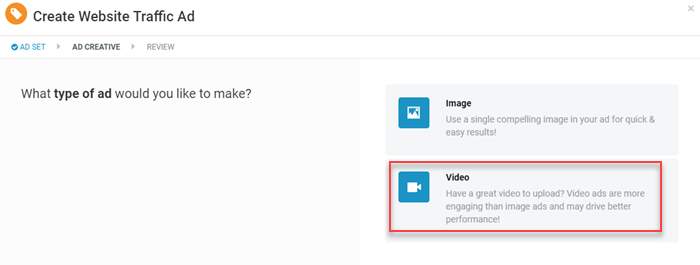 Create Website Traffic Ad
AD SET AD CREATIVE REVIEW
What type of ad would you like to make?
Image
Use a single compelling image in your ad for quick &
easy results!
Video
Have a great video to upload? Video ads are more
engaging than image ads and may drive better
performance!